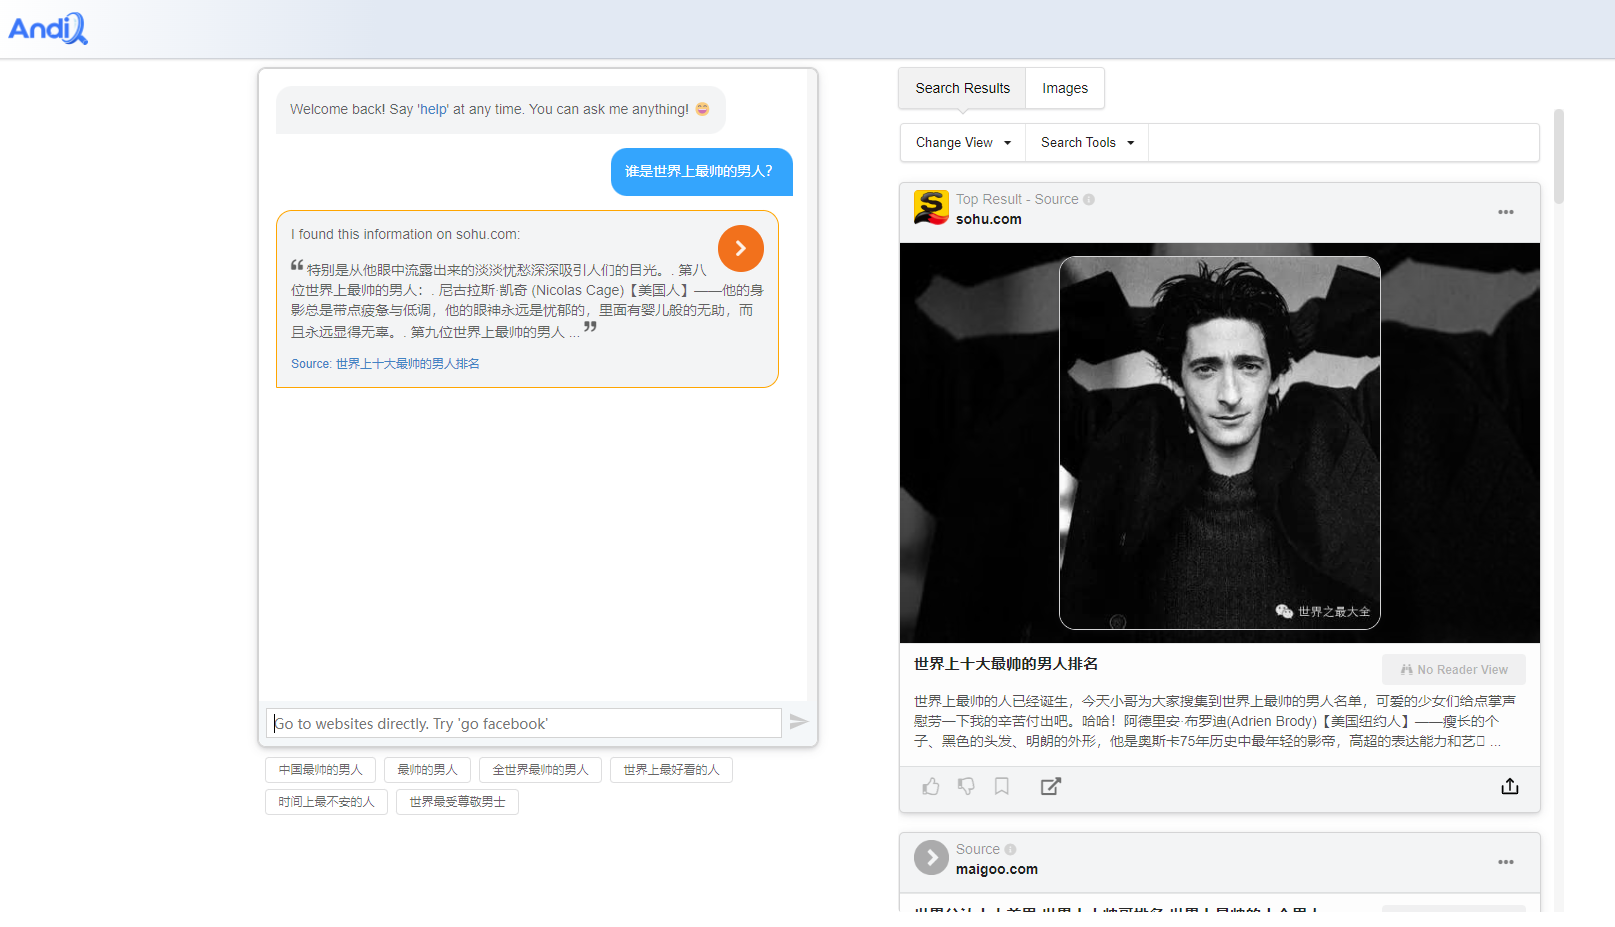 Andi
Welcome back! Say 'help' at any time. You can ask me anything!
谁是世界上最帅的男人？
I found this information on sohu.com:
“ 特别是从他眼中流露出来的淡淡忧愁深深吸引人们的目光。. 第八
位世界上最帅的男人：. 尼古拉斯·凯奇 (Nicolas Cage)【美国人】——他的身
影总是带点疲惫与低调，他的眼神永远是忧郁的，里面有婴儿般的无助，而
且永远显得无辜。. 第九位世界上最帅的男人 ... ”
Source: 世界上十大最帅的男人排名
Go to websites directly. Try 'go facebook'
中国最帅的男人
最帅的男人
全世界最帅的男人
世界上最好看的人
时间上最不安的人
世界最受尊敬男士
Search Results
Images
Change View
Search Tools
Top Result - Source
sohu.com
世界之最大全
世界上十大最帅的男人排名
No Reader View
世界上最帅的人已经诞生，今天小哥为大家搜集到世界上最帅的男人名单，可爱的少女们给点掌声
慰劳一下我的辛苦付出吧。哈哈！阿德里安·布罗迪(Adrien Brody)【美国纽约人】——瘦长的个
子、黑色的头发、明朗的外形，他是奥斯卡75年历史中最年轻的影帝，高超的表达能力和艺 ...
Source
maigoo.com